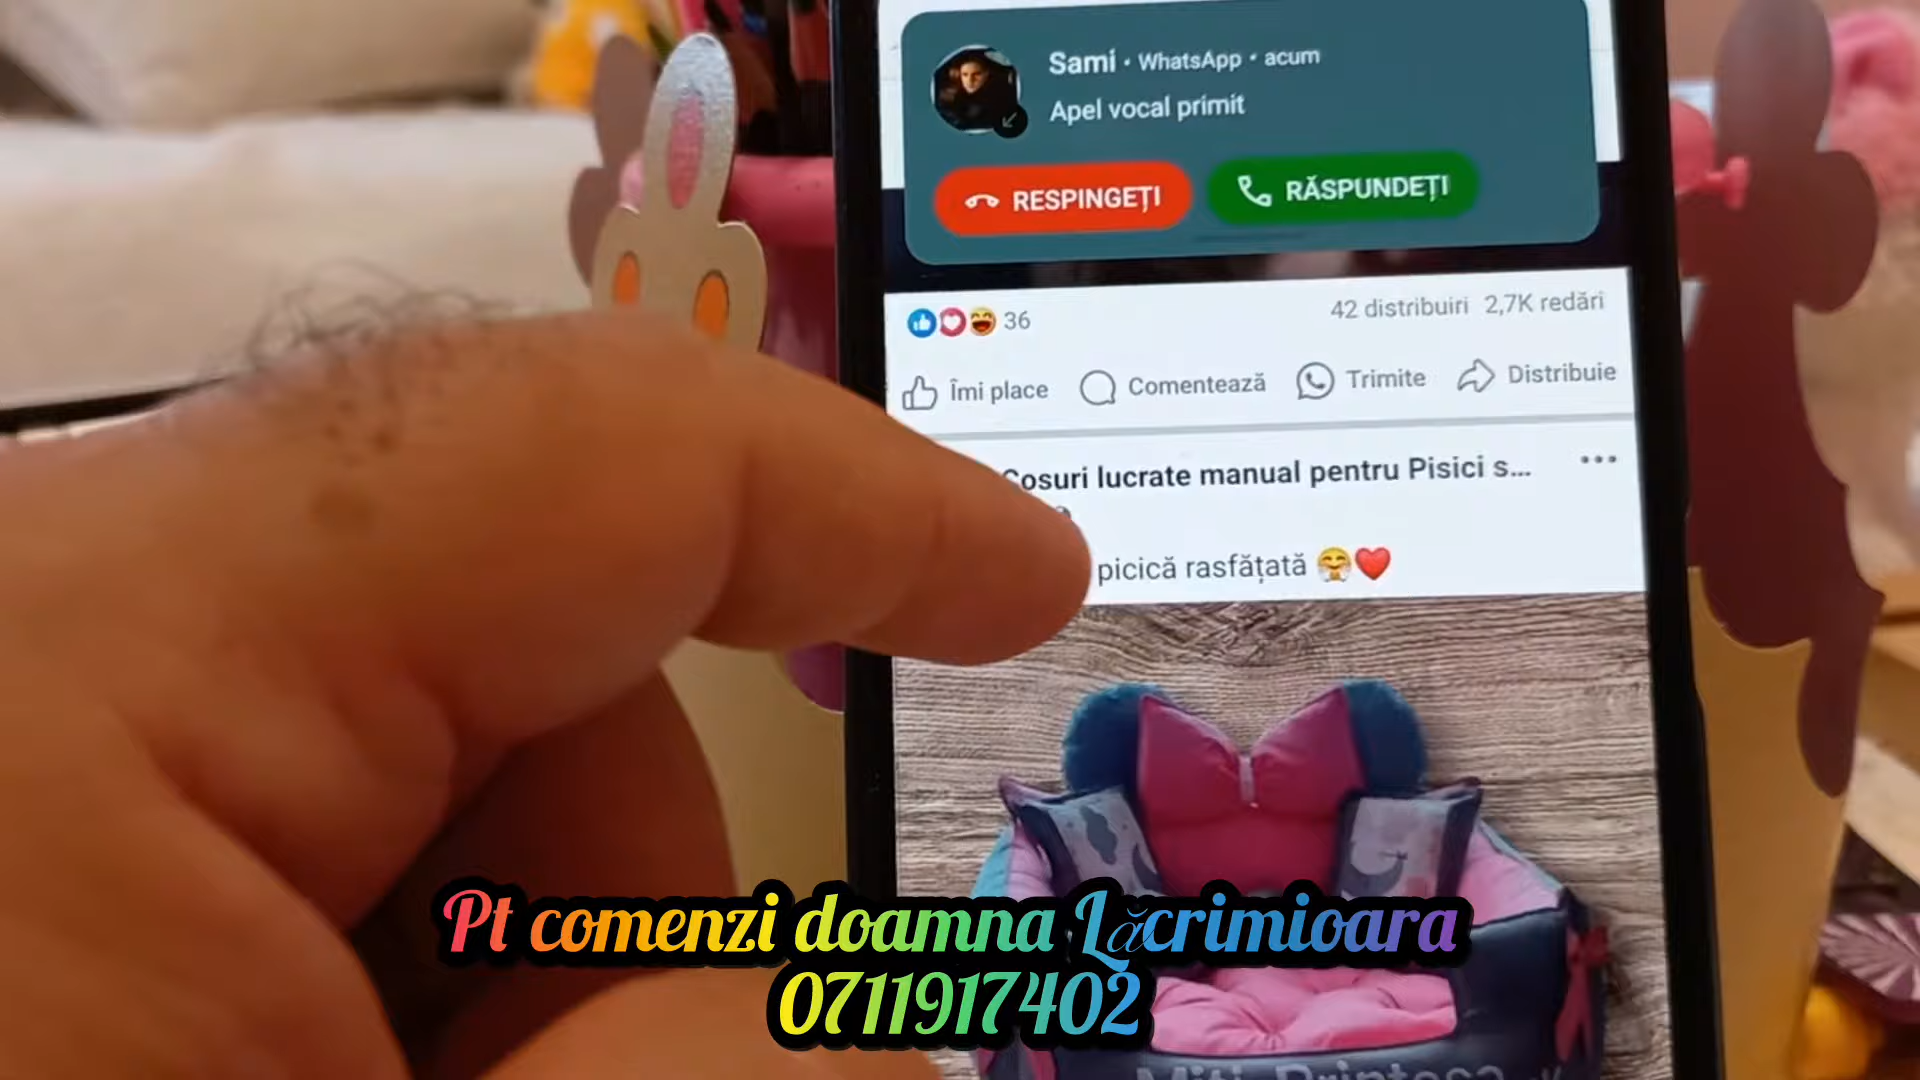 Sami • WhatsApp • acum
Apel vocal primit
RESPINGEȚI RĂSPUNDEȚI
36 42 distribuiri 2,7K redări
Îmi place Comentează Trimite Distribuie
Cosuri lucrate manual pentru Pisici s...
picică rasfățată 🤗❤️
Pt comenzi doamna Lăcrimioara
0711917402